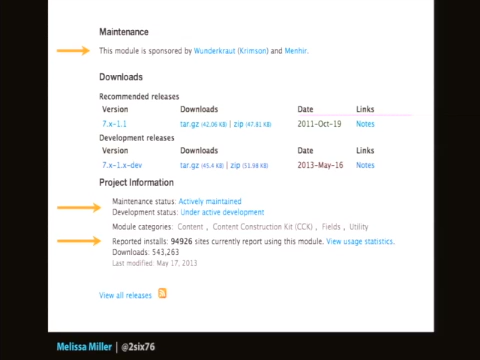 Maintenance
This module is sponsored by Wunderkraut (Krimson) and Menhir.
Downloads
Recommended releases
Version Downloads Date Links
7.x-1.1 tar.gz (42.06 KB) | zip (47.81 KB) 2011-Oct-19 Notes
Development releases
Version Downloads Date Links
7.x-1.x-dev tar.gz (45.4 KB) | zip (51.98 KB) 2013-May-16 Notes
Project Information
Maintenance status: Actively maintained
Development status: Under active development
Module categories: Content , Content Construction Kit (CCK) , Fields , Utility
Reported installs: 94926 sites currently report using this module. View usage statistics.
Downloads: 543,263
Last modified: May 17, 2013
View all releases
Melissa Miller | @2six76